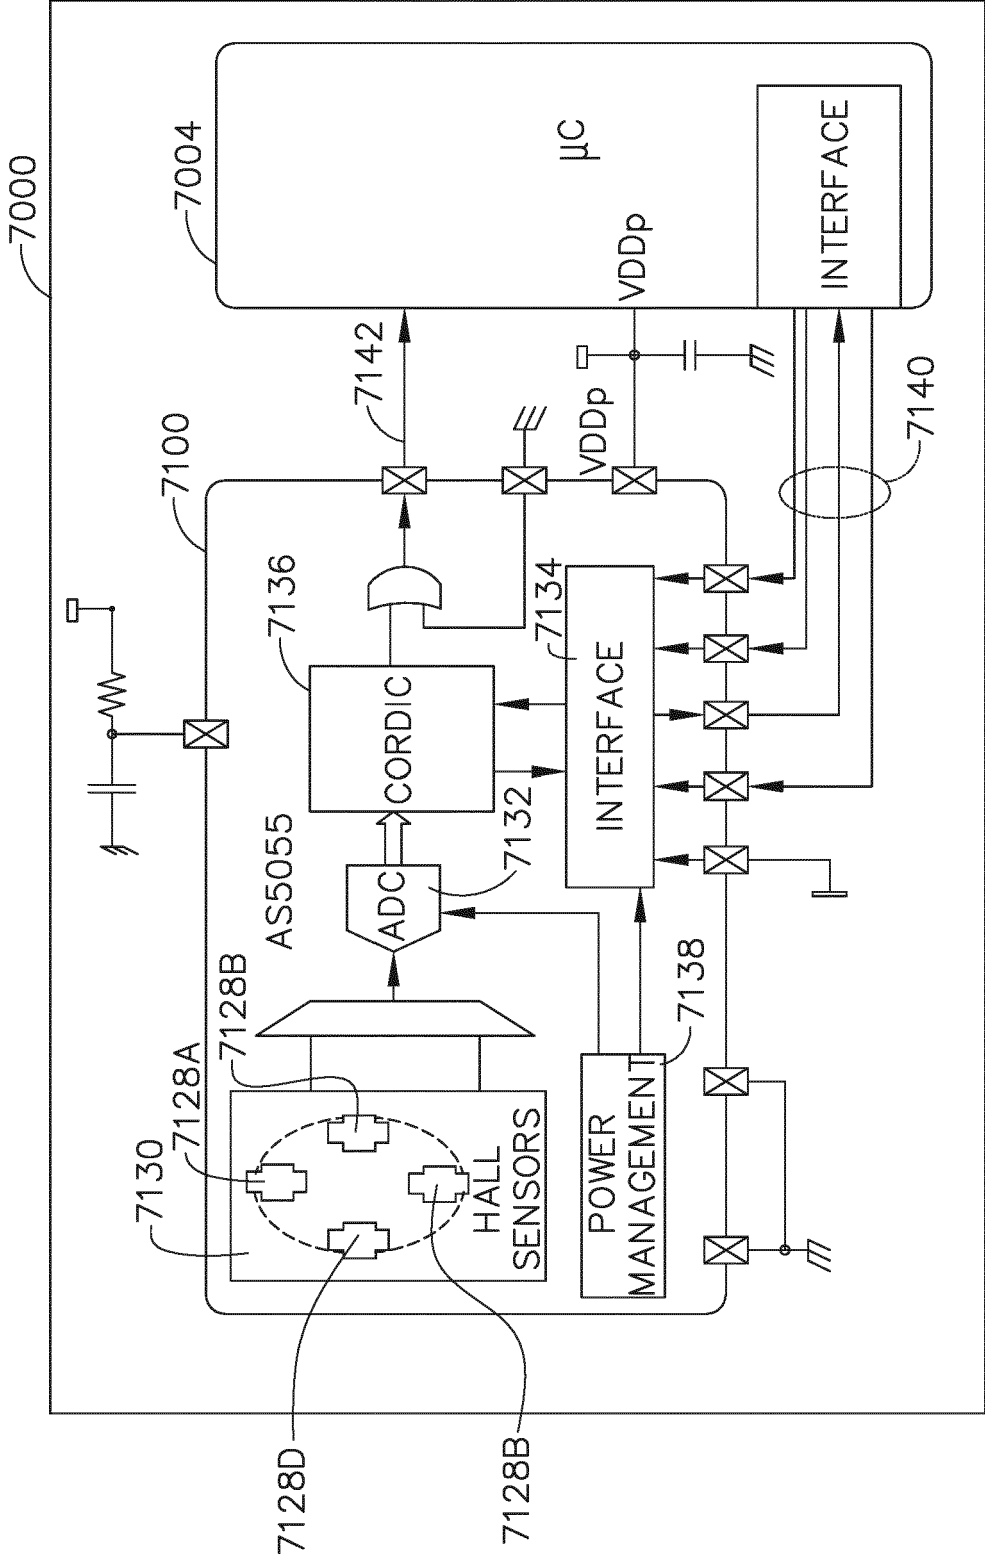 7000
7004
µC
VDDp
INTERFACE
7142
7100
VDDp
7140
7136
7134
CORDIC
INTERFACE
AS5055
ADC
7132
7128B
7128A
7130
7138
HALL
SENSORS
POWER
MANAGEMENT
7128D
7128B